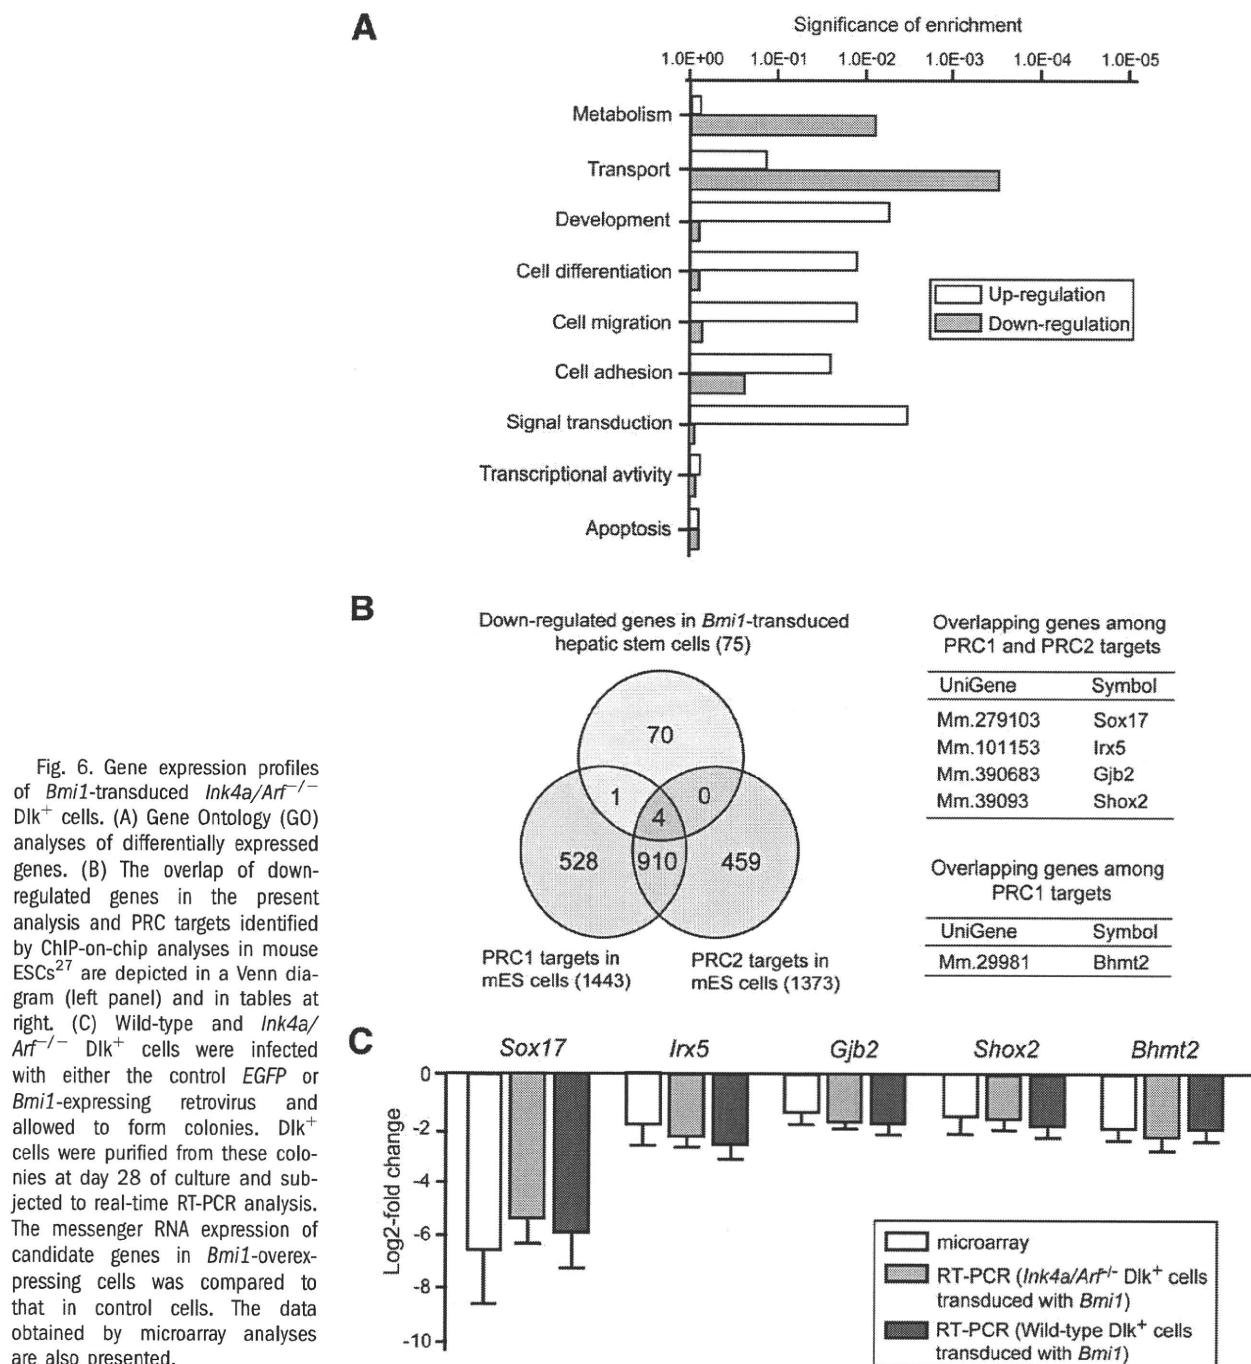 A
Significance of enrichment
1.0E+00 1.0E-01 1.0E-02 1.0E-03 1.0E-04 1.0E-05
Metabolism
Transport
Development
Cell differentiation
Cell migration
Cell adhesion
Signal transduction
Transcriptional avtivity
Apoptosis
Up-regulation
Down-regulation
B
Down-regulated genes in Bmi1-transduced
hepatic stem cells (75)
70
1
0
4
528
910
459
PRC1 targets in
mES cells (1443)
PRC2 targets in
mES cells (1373)
Overlapping genes among
PRC1 and PRC2 targets
UniGene Symbol
Mm.279103 Sox17
Mm.101153 Irx5
Mm.390683 Gjb2
Mm.39093 Shox2
Overlapping genes among
PRC1 targets
UniGene Symbol
Mm.29981 Bhmt2
Fig. 6. Gene expression profiles
of Bmi1-transduced Ink4a/Arf−/−
Dlk+ cells. (A) Gene Ontology (GO)
analyses of differentially expressed
genes. (B) The overlap of down-
regulated genes in the present
analysis and PRC targets identified
by ChIP-on-chip analyses in mouse
ESCs27 are depicted in a Venn dia-
gram (left panel) and in tables at
right. (C) Wild-type and Ink4a/
Arf−/− Dlk+ cells were infected
with either the control EGFP or
Bmi1-expressing retrovirus and
allowed to form colonies. Dlk+
cells were purified from these colo-
nies at day 28 of culture and sub-
jected to real-time RT-PCR analysis.
The messenger RNA expression of
candidate genes in Bmi1-overex-
pressing cells was compared to
that in control cells. The data
obtained by microarray analyses
are also presented.
C
Sox17 Irx5 Gjb2 Shox2 Bhmt2
Log2-fold change
0
-2
-4
-6
-8
-10
microarray
RT-PCR (Ink4a/Arf-/- Dlk+ cells
transduced with Bmi1)
RT-PCR (Wild-type Dlk+ cells
transduced with Bmi1)